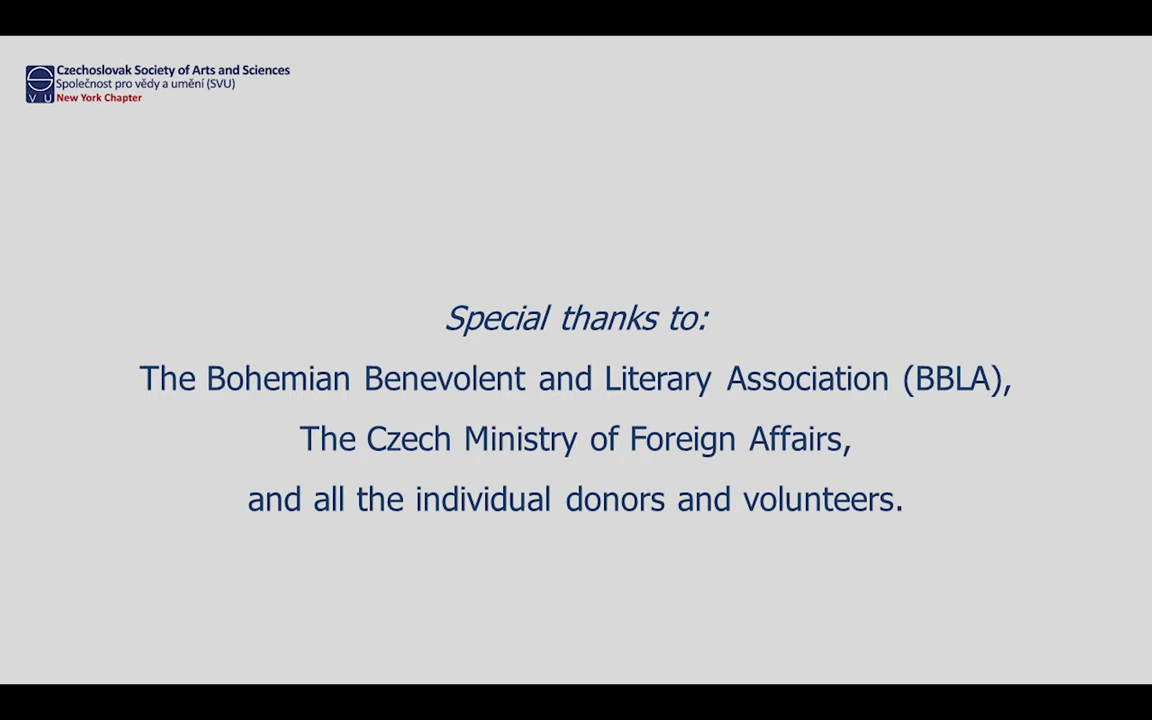 Czechoslovak Society of Arts and Sciences
Společnost pro vědy a umění (SVU)
New York Chapter
S
V U
Special thanks to:
The Bohemian Benevolent and Literary Association (BBLA),
The Czech Ministry of Foreign Affairs,
and all the individual donors and volunteers.